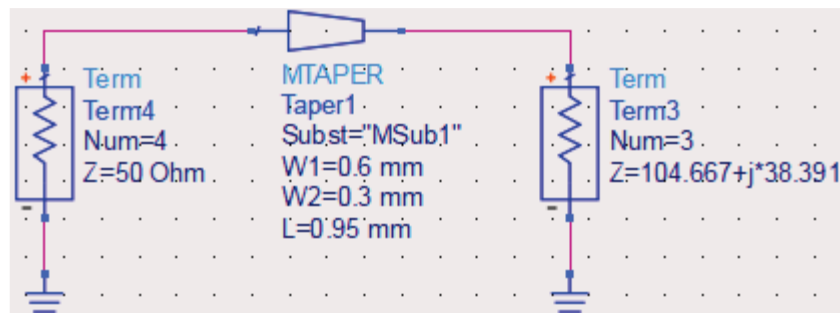 +
Term
Term4
Num=4
Z=50 Ohm
-
MTAPER
Taper1
Subst="MSub1"
W1=0.6 mm
W2=0.3 mm
L=0.95 mm
+
Term
Term3
Num=3
Z=104.667+j*38.391
-